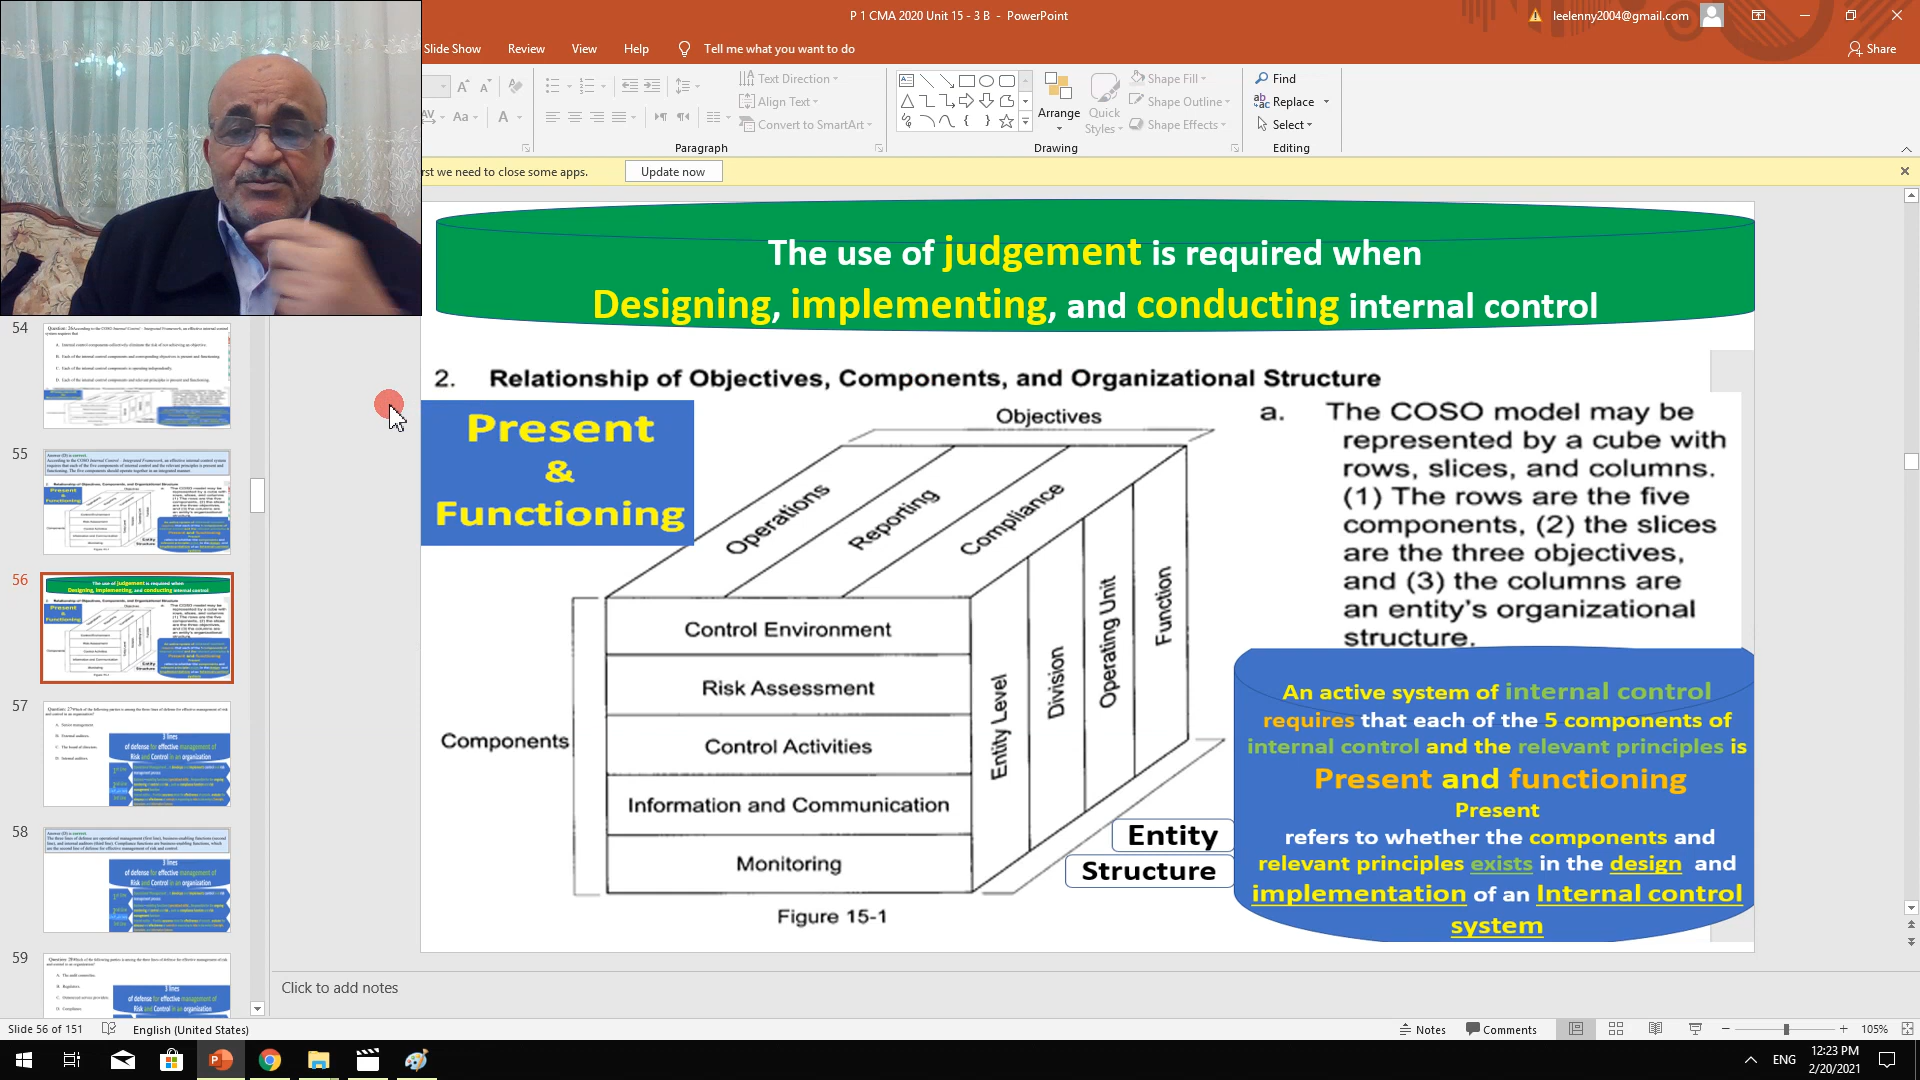 P 1 CMA 2020 Unit 15 - 3 B - PowerPoint
leelenny2004@gmail.com
Slide Show
Review
View
Help
Tell me what you want to do
Share
Text Direction
Align Text
Convert to SmartArt
Paragraph
Arrange
Quick
Styles
Shape Fill
Shape Outline
Shape Effects
Drawing
Find
Replace
Select
Editing
rst we need to close some apps.
Update now
The use of judgement is required when
Designing, implementing, and conducting internal control
2. Relationship of Objectives, Components, and Organizational Structure
Present
&
Functioning
Objectives
Operations
Reporting
Compliance
Components
Control Environment
Risk Assessment
Control Activities
Information and Communication
Monitoring
Entity Level
Division
Operating Unit
Function
Entity
Structure
Figure 15-1
a. The COSO model may be
represented by a cube with
rows, slices, and columns.
(1) The rows are the five
components, (2) the slices
are the three objectives,
and (3) the columns are
an entity's organizational
structure.
An active system of internal control
requires that each of the 5 components of
internal control and the relevant principles is
Present and functioning
Present
refers to whether the components and
relevant principles exists in the design and
implementation of an Internal control
system
54
55
56
57
58
59
Click to add notes
Slide 56 of 151
English (United States)
Notes
Comments
105%
ENG
12:23 PM
2/20/2021